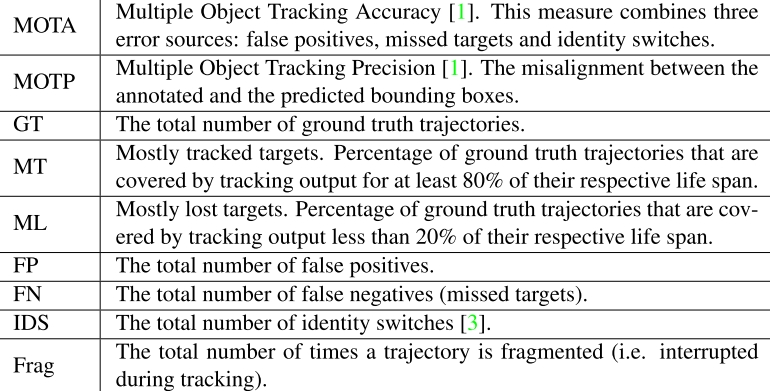 MOTA Multiple Object Tracking Accuracy [1]. This measure combines three
error sources: false positives, missed targets and identity switches.
MOTP Multiple Object Tracking Precision [1]. The misalignment between the
annotated and the predicted bounding boxes.
GT The total number of ground truth trajectories.
MT Mostly tracked targets. Percentage of ground truth trajectories that are
covered by tracking output for at least 80% of their respective life span.
ML Mostly lost targets. Percentage of ground truth trajectories that are cov-
ered by tracking output less than 20% of their respective life span.
FP The total number of false positives.
FN The total number of false negatives (missed targets).
IDS The total number of identity switches [3].
Frag The total number of times a trajectory is fragmented (i.e. interrupted
during tracking).